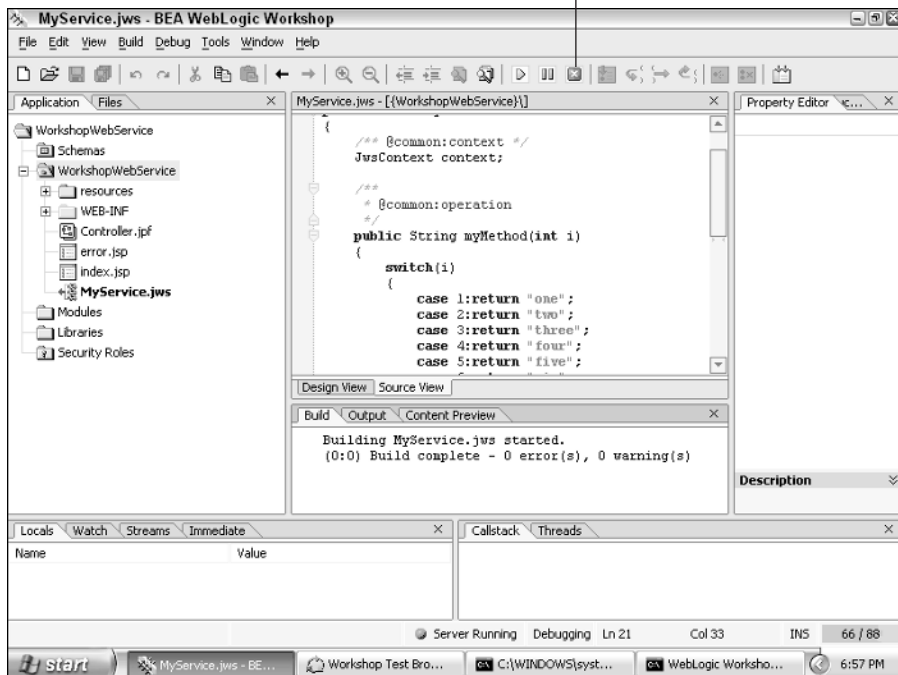 MyService.jws - BEA WebLogic Workshop
File Edit View Build Debug Tools Window Help
Application Files
MyService.jws - [{WorkshopWebService}\]
Property Editor
WorkshopWebService
Schemas
WorkshopWebService
resources
WEB-INF
Controller.jpf
error.jsp
index.jsp
MyService.jws
Modules
Libraries
Security Roles
{
/** @common:context */
JwsContext context;
/**
* @common:operation
*/
public String myMethod(int i)
{
switch(i)
{
case 1:return "one";
case 2:return "two";
case 3:return "three";
case 4:return "four";
case 5:return "five";
Design View Source View
Build Output Content Preview
Building MyService.jws started.
(0:0) Build complete - 0 error(s), 0 warning(s)
Description
Locals Watch Streams Immediate
Name Value
Callstack Threads
Server Running Debugging Ln 21 Col 33 INS 66 / 88
start MyService.jws - BE... Workshop Test Bro... C:\WINDOWS\syst... WebLogic Worksho... 6:57 PM